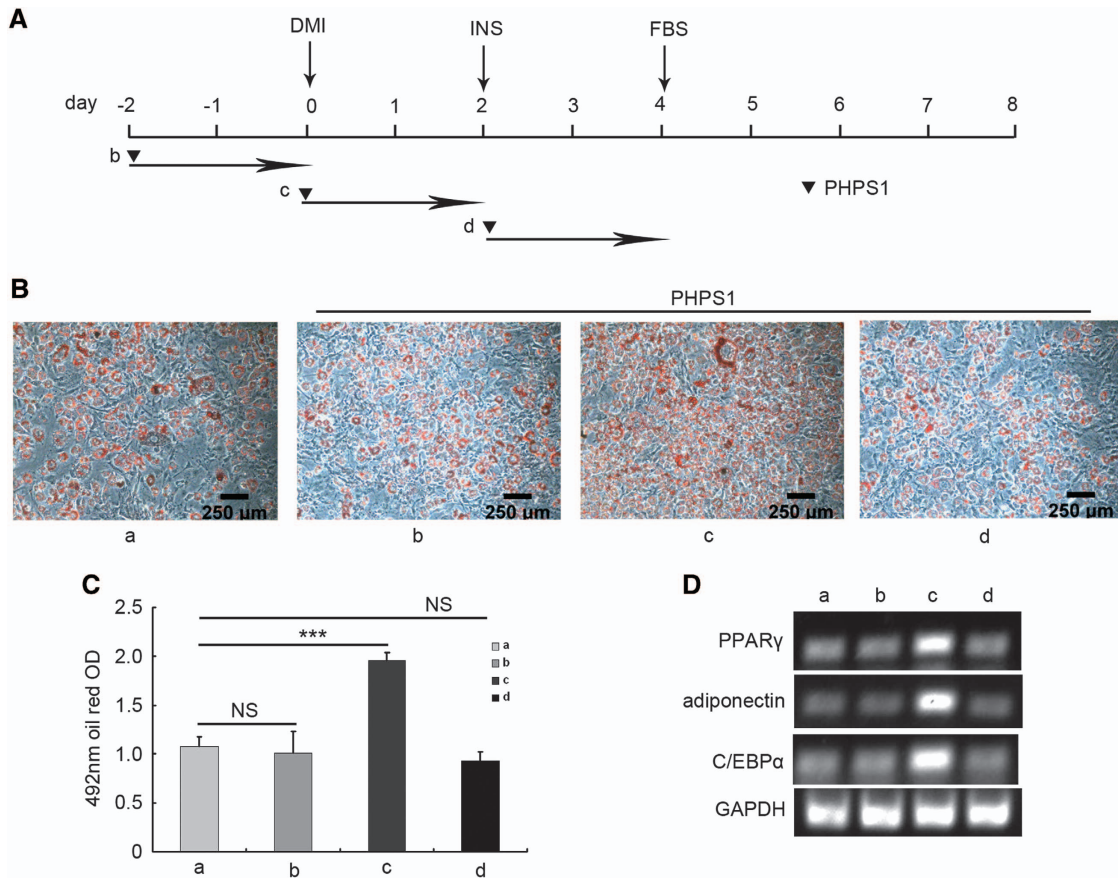 A
DMI INS FBS
day -2 -1 0 1 2 3 4 5 6 7 8
b
c
PHPS1
d
B
PHPS1
250 µm 250 µm 250 µm 250 µm
a b c d
C
492nm oil red OD
2.5
2.0
1.5
1.0
0.5
0
NS
***
NS
a
b
c
d
a b c d
D
a b c d
PPARγ
adiponectin
C/EBPα
GAPDH